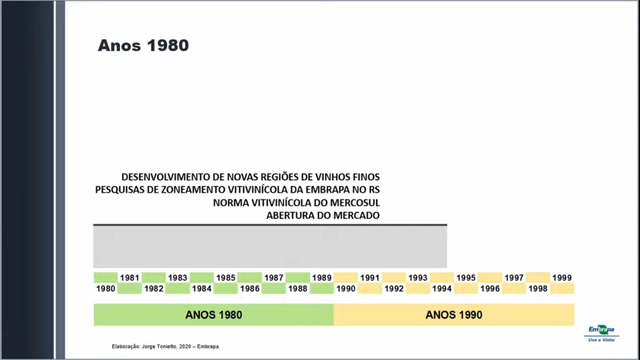 Anos 1980
DESENVOLVIMENTO DE NOVAS REGIÕES DE VINHOS FINOS
PESQUISAS DE ZONEAMENTO VITIVINÍCOLA DA EMBRAPA NO RS
NORMA VITIVINÍCOLA DO MERCOSUL
ABERTURA DO MERCADO
1981 1983 1985 1987 1989 1991 1993 1995 1997 1999
1980 1982 1984 1986 1988 1990 1992 1994 1996 1998
ANOS 1980 ANOS 1990
Embrapa
Uva e Vinho
Elaboração: Jorge Tonietto, 2020 – Embrapa.